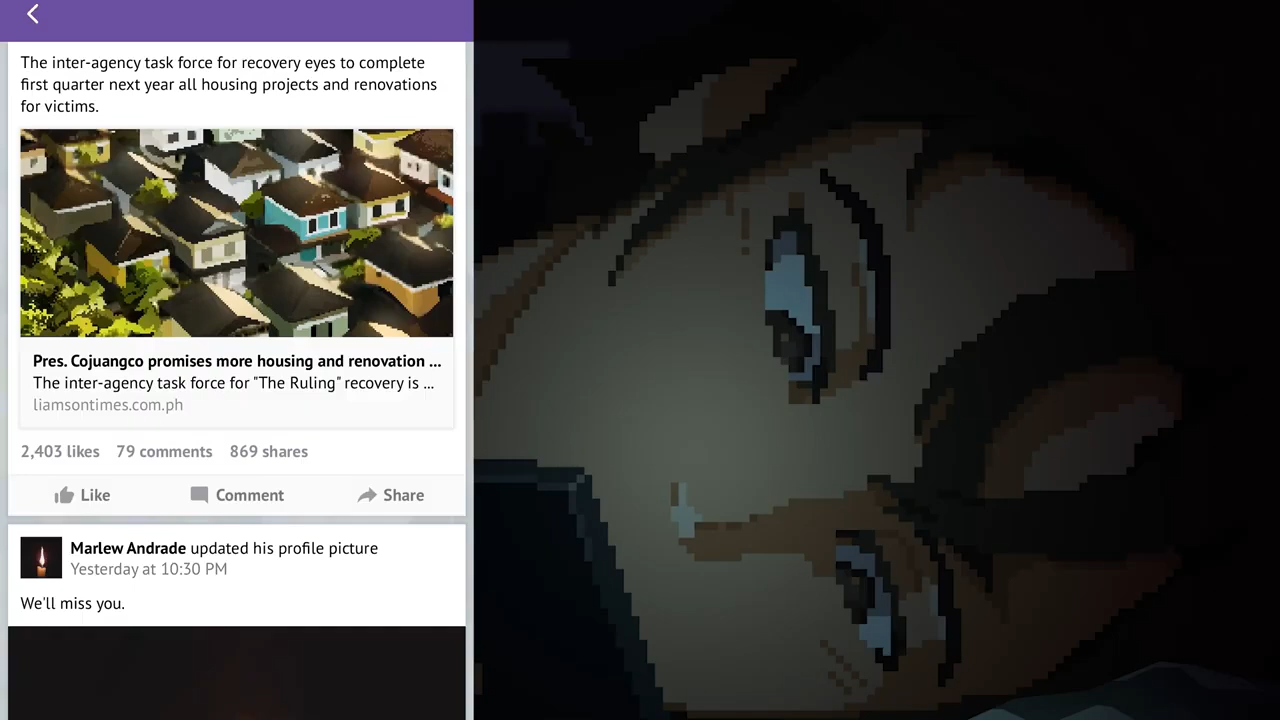 The inter-agency task force for recovery eyes to complete
first quarter next year all housing projects and renovations
for victims.
Pres. Cojuangco promises more housing and renovation ...
The inter-agency task force for "The Ruling" recovery is ...
liamsontimes.com.ph
2,403 likes 79 comments 869 shares
Like Comment Share
Marlew Andrade updated his profile picture
Yesterday at 10:30 PM
We'll miss you.